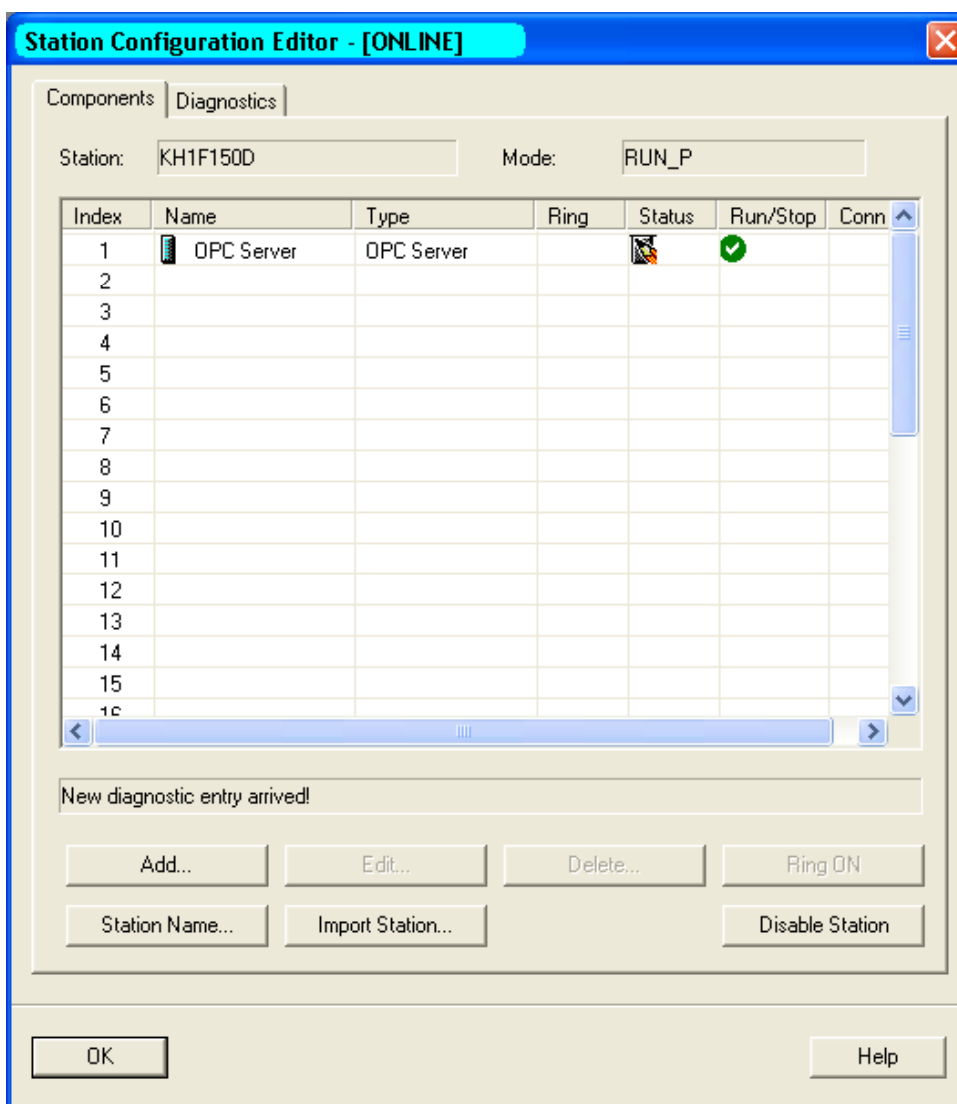 Station Configuration Editor - [ONLINE]
Components Diagnostics
Station: KH1F150D Mode: RUN_P
Index Name Type Ring Status Run/Stop Conn
1 OPC Server OPC Server
2
3
4
5
6
7
8
9
10
11
12
13
14
15
16
New diagnostic entry arrived!
Add... Edit... Delete... Ring ON
Station Name... Import Station... Disable Station
OK Help